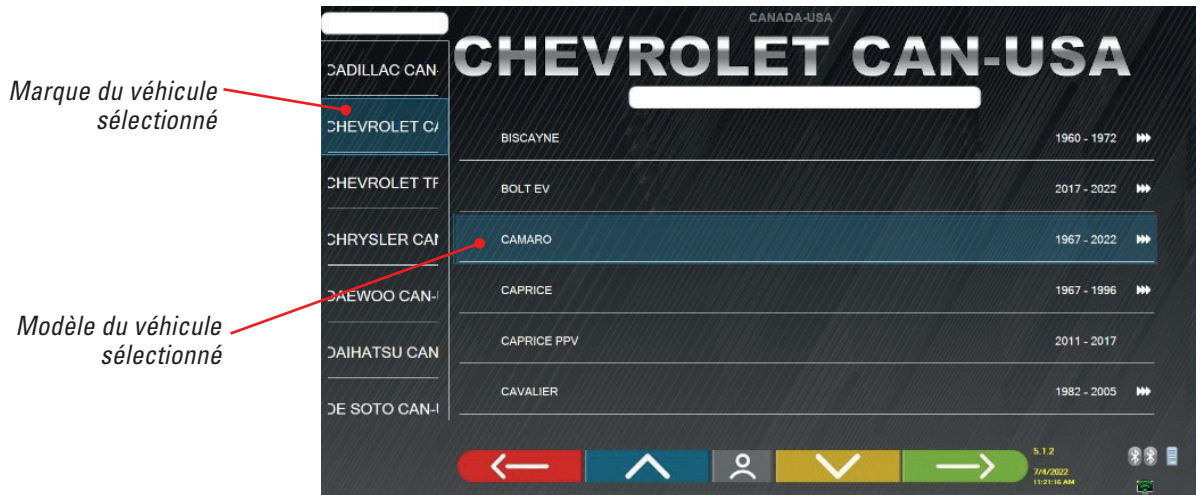 CANADA-USA
CHEVROLET CAN-USA
Marque du véhicule
sélectionné
Modèle du véhicule
sélectionné
CADILLAC CAN-
CHEVROLET CA
CHEVROLET TR
CHRYSLER CAN
DAEWOO CAN-
DAIHATSU CAN
DE SOTO CAN-U
BISCAYNE 1960 - 1972
BOLT EV 2017 - 2022
CAMARO 1967 - 2022
CAPRICE 1967 - 1996
CAPRICE PPV 2011 - 2017
CAVALIER 1982 - 2005
5.1.2
7/4/2022
11:21:16 AM